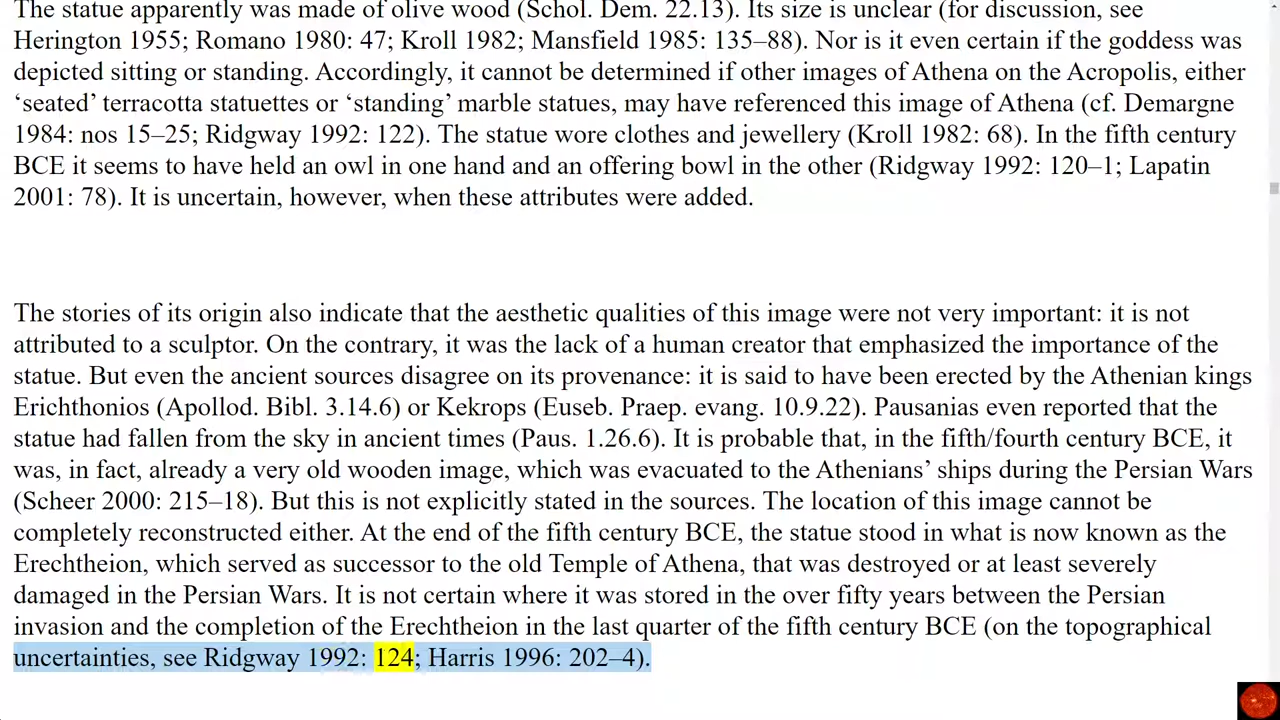 The statue apparently was made of olive wood (Schol. Dem. 22.13). Its size is unclear (for discussion, see
Herington 1955; Romano 1980: 47; Kroll 1982; Mansfield 1985: 135–88). Nor is it even certain if the goddess was
depicted sitting or standing. Accordingly, it cannot be determined if other images of Athena on the Acropolis, either
‘seated’ terracotta statuettes or ‘standing’ marble statues, may have referenced this image of Athena (cf. Demargne
1984: nos 15–25; Ridgway 1992: 122). The statue wore clothes and jewellery (Kroll 1982: 68). In the fifth century
BCE it seems to have held an owl in one hand and an offering bowl in the other (Ridgway 1992: 120–1; Lapatin
2001: 78). It is uncertain, however, when these attributes were added.
The stories of its origin also indicate that the aesthetic qualities of this image were not very important: it is not
attributed to a sculptor. On the contrary, it was the lack of a human creator that emphasized the importance of the
statue. But even the ancient sources disagree on its provenance: it is said to have been erected by the Athenian kings
Erichthonios (Apollod. Bibl. 3.14.6) or Kekrops (Euseb. Praep. evang. 10.9.22). Pausanias even reported that the
statue had fallen from the sky in ancient times (Paus. 1.26.6). It is probable that, in the fifth/fourth century BCE, it
was, in fact, already a very old wooden image, which was evacuated to the Athenians’ ships during the Persian Wars
(Scheer 2000: 215–18). But this is not explicitly stated in the sources. The location of this image cannot be
completely reconstructed either. At the end of the fifth century BCE, the statue stood in what is now known as the
Erechtheion, which served as successor to the old Temple of Athena, that was destroyed or at least severely
damaged in the Persian Wars. It is not certain where it was stored in the over fifty years between the Persian
invasion and the completion of the Erechtheion in the last quarter of the fifth century BCE (on the topographical
uncertainties, see Ridgway 1992: 124; Harris 1996: 202–4).